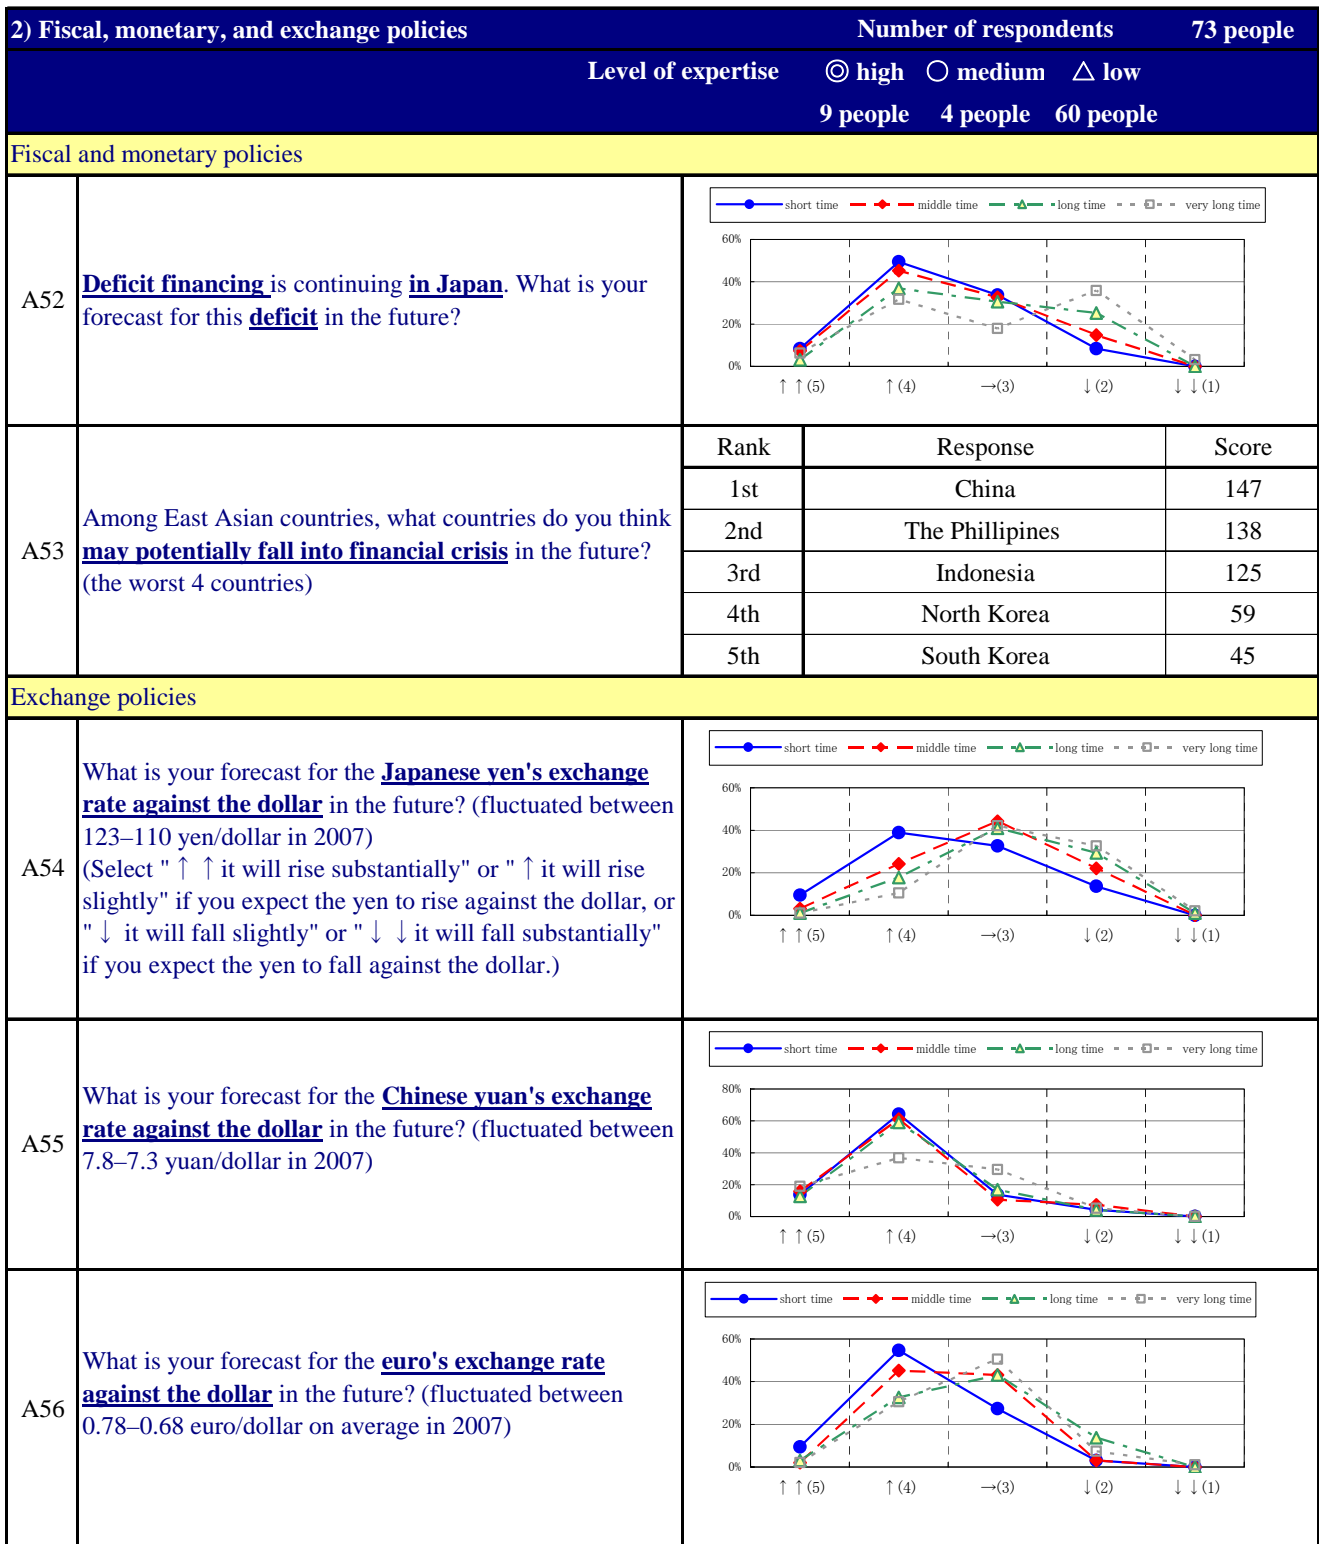 2) Fiscal, monetary, and exchange policies Number of respondents 73 people
Level of expertise ◎ high ○ medium △ low
9 people 4 people 60 people
Fiscal and monetary policies
A52
Deficit financing is continuing in Japan. What is your
forecast for this deficit in the future?
short time middle time long time very long time
60%
40%
20%
0%
↑ ↑(5) ↑(4) →(3) ↓(2) ↓ ↓(1)
A53
Among East Asian countries, what countries do you think
may potentially fall into financial crisis in the future?
(the worst 4 countries)
Rank Response Score
1st China 147
2nd The Phillipines 138
3rd Indonesia 125
4th North Korea 59
5th South Korea 45
Exchange policies
A54
What is your forecast for the Japanese yen's exchange
rate against the dollar in the future? (fluctuated between
123–110 yen/dollar in 2007)
(Select "↑ ↑ it will rise substantially" or "↑ it will rise
slightly" if you expect the yen to rise against the dollar, or
"↓ it will fall slightly" or "↓ ↓ it will fall substantially"
if you expect the yen to fall against the dollar.)
short time middle time long time very long time
60%
40%
20%
0%
↑ ↑(5) ↑(4) →(3) ↓(2) ↓ ↓(1)
A55
What is your forecast for the Chinese yuan's exchange
rate against the dollar in the future? (fluctuated between
7.8–7.3 yuan/dollar in 2007)
short time middle time long time very long time
80%
60%
40%
20%
0%
↑ ↑(5) ↑(4) →(3) ↓(2) ↓ ↓(1)
A56
What is your forecast for the euro's exchange rate
against the dollar in the future? (fluctuated between
0.78–0.68 euro/dollar on average in 2007)
short time middle time long time very long time
60%
40%
20%
0%
↑ ↑(5) ↑(4) →(3) ↓(2) ↓ ↓(1)